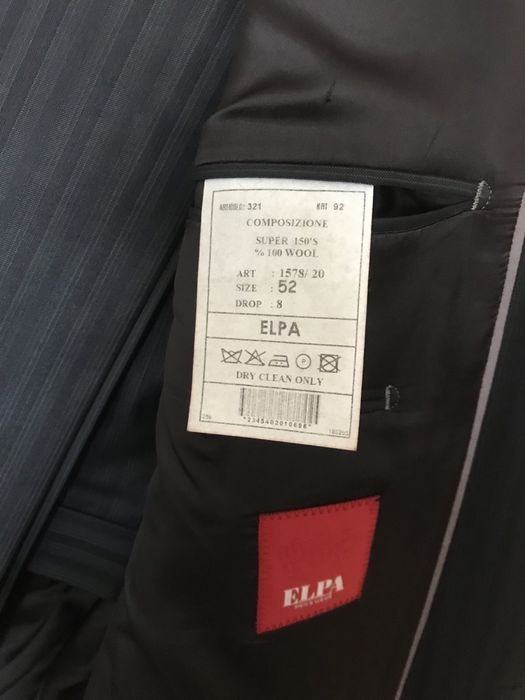 321
KAT 92
COMPOSIZIONE
SUPER 150'S
% 100 WOOL
ART : 1578/ 20
SIZE : 52
DROP : 8
ELPA
DRY CLEAN ONLY
*2345402010696*
ELPA